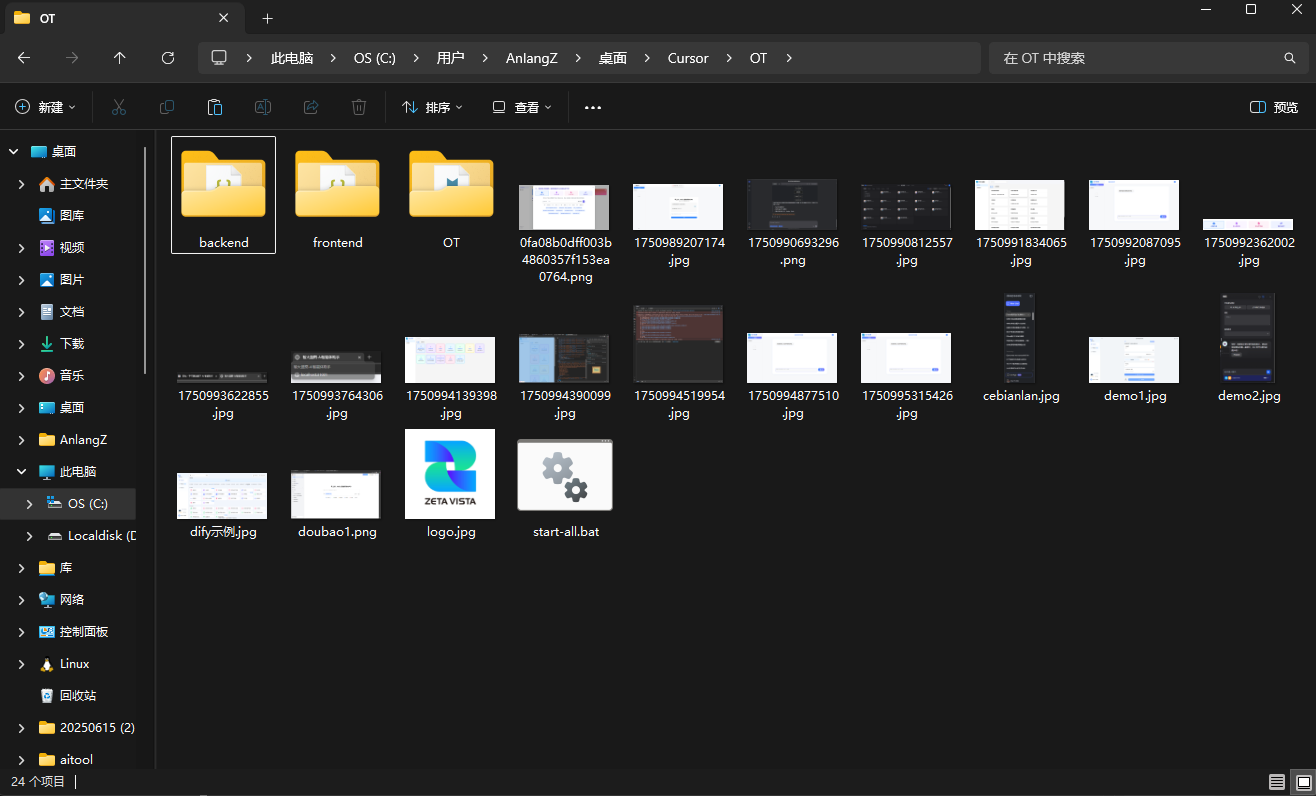 OT
此电脑
OS (C:)
用户
AnlangZ
桌面
Cursor
OT
在 OT 中搜索
新建
排序
查看
预览
桌面
主文件夹
图库
视频
图片
文档
下载
音乐
桌面
AnlangZ
此电脑
OS (C:)
Localdisk (D
库
网络
控制面板
Linux
回收站
20250615 (2)
aitool
backend
frontend
OT
0fa08b0dff003b
4860357f153ea
0764.png
1750989207174
.jpg
1750990693296
.png
1750990812557
.jpg
1750991834065
.jpg
1750992087095
.jpg
1750992362002
.jpg
1750993622855
.jpg
1750993764306
.jpg
1750994139398
.jpg
1750994390099
.jpg
1750994519954
.jpg
1750994877510
.jpg
1750995315426
.jpg
cebianlan.jpg
demo1.jpg
demo2.jpg
dify示例.jpg
doubao1.png
ZETA VISTA
logo.jpg
start-all.bat
24 个项目